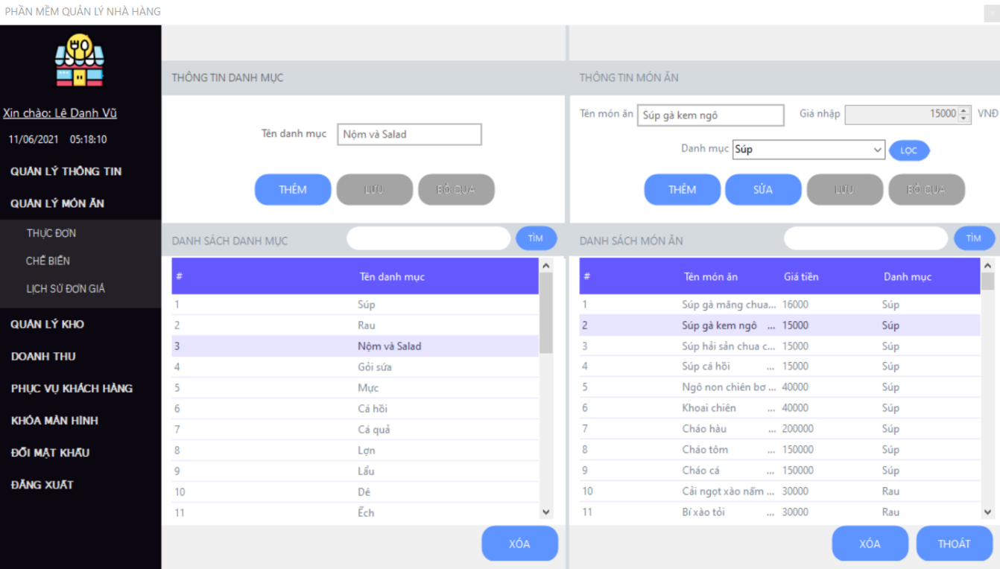 PHẦN MỀM QUẢN LÝ NHÀ HÀNG
Xin chào: Lê Danh Vũ
11/06/2021 05:18:10
QUẢN LÝ THÔNG TIN
QUẢN LÝ MÓN ĂN
THỰC ĐƠN
CHẾ BIẾN
LỊCH SỬ ĐƠN GIÁ
QUẢN LÝ KHO
DOANH THU
PHỤC VỤ KHÁCH HÀNG
KHÓA MÀN HÌNH
ĐỔI MẬT KHẨU
ĐĂNG XUẤT
THÔNG TIN DANH MỤC
Tên danh mục Nộm và Salad
THÊM LƯU BỎ QUA
DANH SÁCH DANH MỤC TÌM
# Tên danh mục
1 Súp
2 Rau
3 Nộm và Salad
4 Gỏi sứa
5 Mực
6 Cá hồi
7 Cá quả
8 Lợn
9 Lẩu
10 Dê
11 Ếch
XÓA
THÔNG TIN MÓN ĂN
Tên món ăn Súp gà kem ngô Giá nhập 15000 VNĐ
Danh mục Súp LỌC
THÊM SỬA LƯU BỎ QUA
DANH SÁCH MÓN ĂN TÌM
# Tên món ăn Giá tiền Danh mục
1 Súp gà măng chua... 16000 Súp
2 Súp gà kem ngô ... 15000 Súp
3 Súp hải sản chua c... 15000 Súp
4 Súp cá hồi ... 15000 Súp
5 Ngô non chiên bơ ... 40000 Súp
6 Khoai chiên ... 40000 Súp
7 Cháo hàu ... 200000 Súp
8 Cháo tôm ... 150000 Súp
9 Cháo cá ... 150000 Súp
10 Cải ngọt xào nấm ... 30000 Rau
11 Bí xào tỏi ... 30000 Rau
XÓA THOÁT